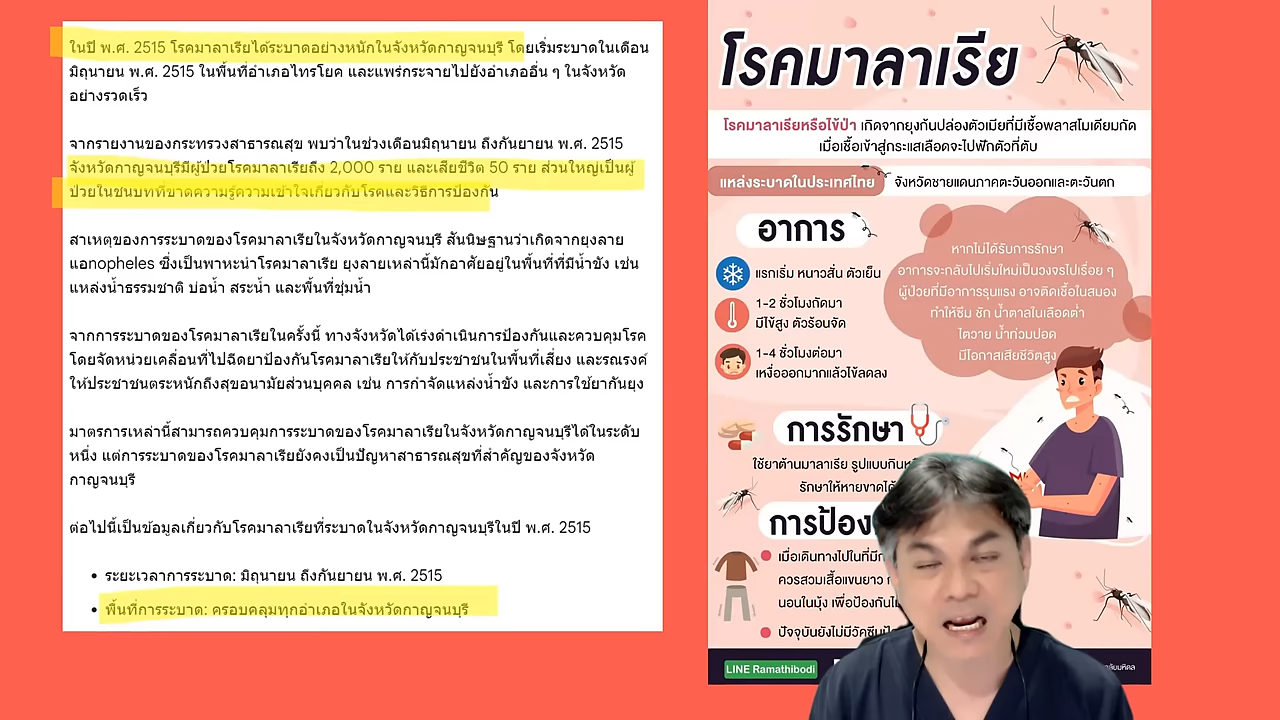 ในปี พ.ศ. 2515 โรคมาลาเรียได้ระบาดอย่างหนักในจังหวัดกาญจนบุรี โดยเริ่มระบาดในเดือน
มิถุนายน พ.ศ. 2515 ในพื้นที่อำเภอไทรโยค และแพร่กระจายไปยังอำเภออื่น ๆ ในจังหวัด
อย่างรวดเร็ว
จากรายงานของกระทรวงสาธารณสุข พบว่าในช่วงเดือนมิถุนายน ถึงกันยายน พ.ศ. 2515
จังหวัดกาญจนบุรีมีผู้ป่วยโรคมาลาเรียถึง 2,000 ราย และเสียชีวิต 50 ราย ส่วนใหญ่เป็นผู้
ป่วยในชนบทที่ขาดความรู้ความเข้าใจเกี่ยวกับโรคและวิธีการป้องกัน
สาเหตุของการระบาดของโรคมาลาเรียในจังหวัดกาญจนบุรี สันนิษฐานว่าเกิดจากยุงลาย
แอnopheles ซึ่งเป็นพาหะนำโรคมาลาเรีย ยุงลายเหล่านี้มักอาศัยอยู่ในพื้นที่ที่มีน้ำขัง เช่น
แหล่งน้ำธรรมชาติ บ่อน้ำ สระน้ำ และพื้นที่ชุ่มน้ำ
จากการระบาดของโรคมาลาเรียในครั้งนี้ ทางจังหวัดได้เร่งดำเนินการป้องกันและควบคุมโรค
โดยจัดหน่วยเคลื่อนที่ไปฉีดยาป้องกันโรคมาลาเรียให้กับประชาชนในพื้นที่เสี่ยง และรณรงค์
ให้ประชาชนตระหนักถึงสุขอนามัยส่วนบุคคล เช่น การกำจัดแหล่งน้ำขัง และการใช้ยากันยุง
มาตรการเหล่านี้สามารถควบคุมการระบาดของโรคมาลาเรียในจังหวัดกาญจนบุรีได้ในระดับ
หนึ่ง แต่การระบาดของโรคมาลาเรียยังคงเป็นปัญหาสาธารณสุขที่สำคัญของจังหวัด
กาญจนบุรี
ต่อไปนี้เป็นข้อมูลเกี่ยวกับโรคมาลาเรียที่ระบาดในจังหวัดกาญจนบุรีในปี พ.ศ. 2515
• ระยะเวลาการระบาด: มิถุนายน ถึงกันยายน พ.ศ. 2515
• พื้นที่การระบาด: ครอบคลุมทุกอำเภอในจังหวัดกาญจนบุรี
โรคมาลาเรีย
โรคมาลาเรียหรือไข้ป่า เกิดจากยุงก้นปล่องตัวเมียที่มีเชื้อพลาสโมเดียมกัด
เมื่อเชื้อเข้าสู่กระแสเลือดจะไปฟักตัวที่ตับ
แหล่งระบาดในประเทศไทย จังหวัดชายแดนภาคตะวันออกและตะวันตก
อาการ
แรกเริ่ม หนาวสั่น ตัวเย็น
1-2 ชั่วโมงถัดมา
มีไข้สูง ตัวร้อนจัด
1-4 ชั่วโมงต่อมา
เหงื่อออกมากแล้วไข้ลดลง
หากไม่ได้รับการรักษา
อาการจะกลับไปเริ่มใหม่เป็นวงจรไปเรื่อย ๆ
ผู้ป่วยที่มีอาการรุนแรง อาจติดเชื้อในสมอง
ทำให้ซึม ชัก น้ำตาลในเลือดต่ำ
ไตวาย น้ำท่วมปอด
มีโอกาสเสียชีวิตสูง
การรักษา
ใช้ยาต้านมาลาเรีย รูปแบบกิน
รักษาให้หายขาดได้
การป้อง
เมื่อเดินทางไปในที่มี
ควรสวมเสื้อแขนยาว
นอนในมุ้ง เพื่อป้องกัน
ปัจจุบันยังไม่มีวัคซีน
LINE Ramathibodi